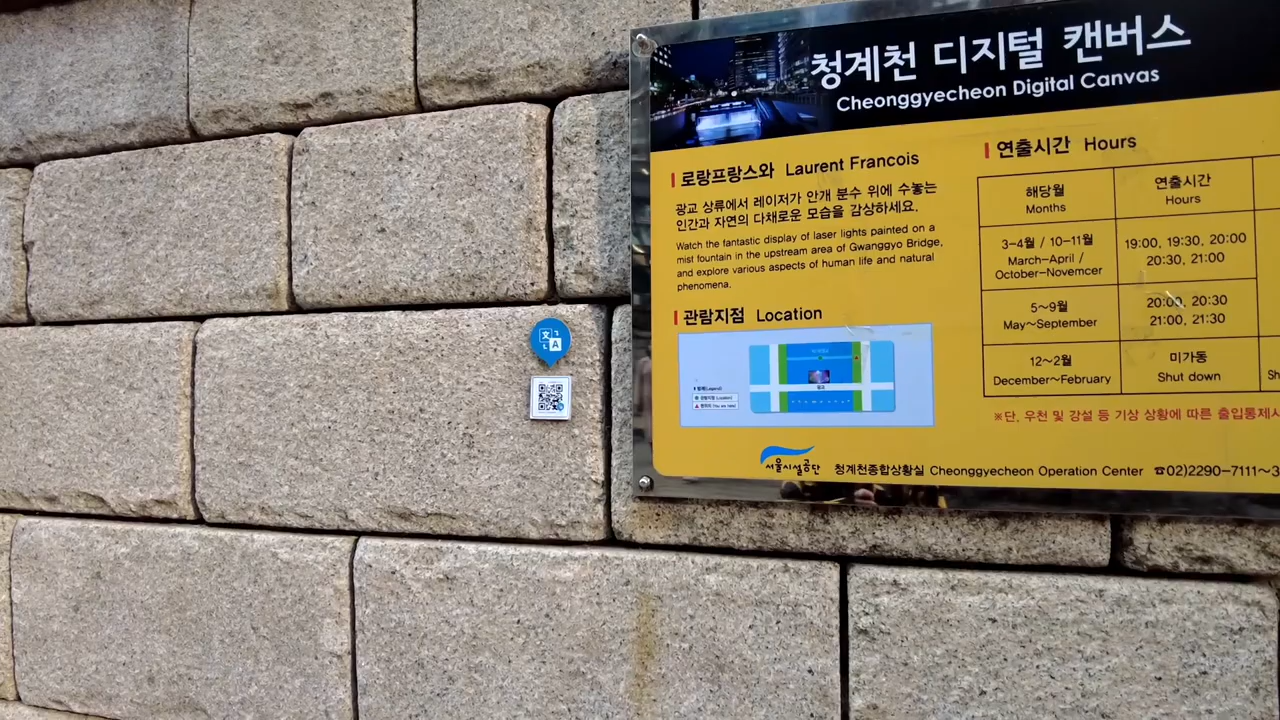 청계천 디지털 캔버스
Cheonggyecheon Digital Canvas
로랑프랑스와 Laurent Francois
광교 상류에서 레이저가 안개 분수 위에 수놓는
인간과 자연의 다채로운 모습을 감상하세요.
Watch the fantastic display of laser lights painted on a
mist fountain in the upstream area of Gwanggyo Bridge,
and explore various aspects of human life and natural
phenomena.
관람지점 Location
연출시간 Hours
해당월
Months
연출시간
Hours
3-4월 / 10-11월
March-April /
October-Novemcer
19:00, 19:30, 20:00
20:30, 21:00
5~9월
May~September
20:00, 20:30
21:00, 21:30
12~2월
December~February
미가동
Shut down
Sh
※단, 우천 및 강설 등 기상 상황에 따른 출입통제시
서울시설공단 청계천종합상황실 Cheonggyecheon Operation Center ☎02)2290-7111~3
文
A